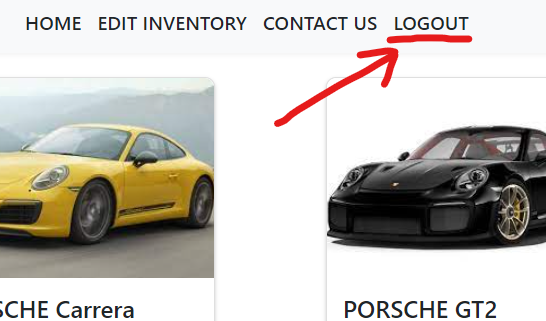 HOME EDIT INVENTORY CONTACT US LOGOUT
SCHE Carrera
PORSCHE GT2